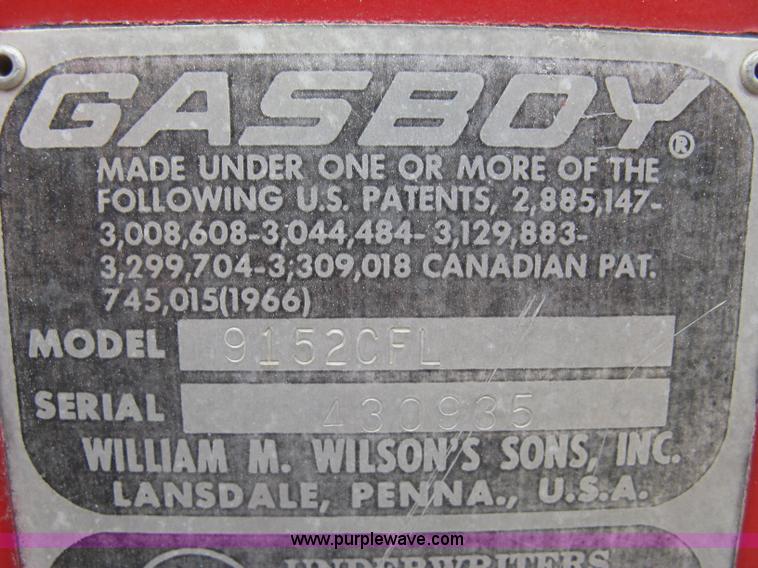 GASBOY®
MADE UNDER ONE OR MORE OF THE
FOLLOWING U.S. PATENTS, 2,885,147-
3,008,608-3,044,484- 3,129,883-
3,299,704-3,309,018 CANADIAN PAT.
745,015(1966)
MODEL 9152CFL
SERIAL 430935
WILLIAM M. WILSON'S SONS, INC.
LANSDALE, PENNA., U.S.A.
www.purplewave.com
UNDERWRITERS